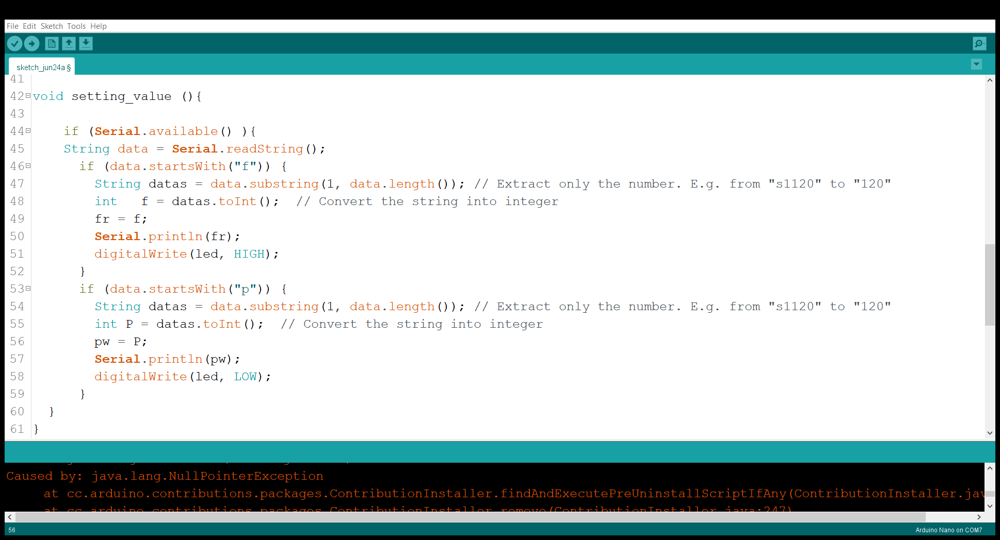 File Edit Sketch Tools Help
sketch_jun24a §
41
42 void setting_value (){
43
44 if (Serial.available() ){
45 String data = Serial.readString();
46 if (data.startsWith("f")) {
47 String datas = data.substring(1, data.length()); // Extract only the number. E.g. from "s1120" to "120"
48 int f = datas.toInt(); // Convert the string into integer
49 fr = f;
50 Serial.println(fr);
51 digitalWrite(led, HIGH);
52 }
53 if (data.startsWith("p")) {
54 String datas = data.substring(1, data.length()); // Extract only the number. E.g. from "s1120" to "120"
55 int P = datas.toInt(); // Convert the string into integer
56 pw = P;
57 Serial.println(pw);
58 digitalWrite(led, LOW);
59 }
60 }
61 }
Caused by: java.lang.NullPointerException
at cc.arduino.contributions.packages.ContributionInstaller.findAndExecutePreUninstallScriptIfAny(ContributionInstaller.jav
at cc.arduino.contributions.packages.ContributionInstaller.remove(ContributionInstaller.java:247)
56
Arduino Nano on COM7